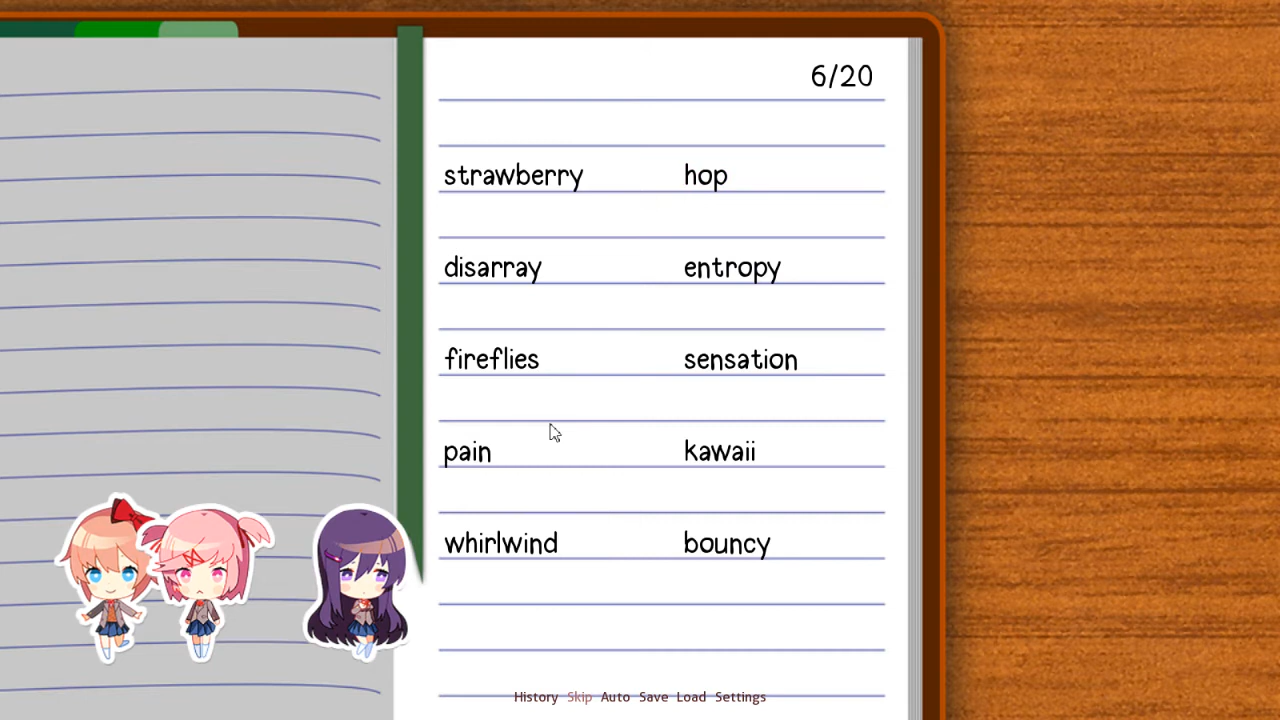 6/20
strawberry hop
disarray entropy
fireflies sensation
pain kawaii
whirlwind bouncy
History Skip Auto Save Load Settings